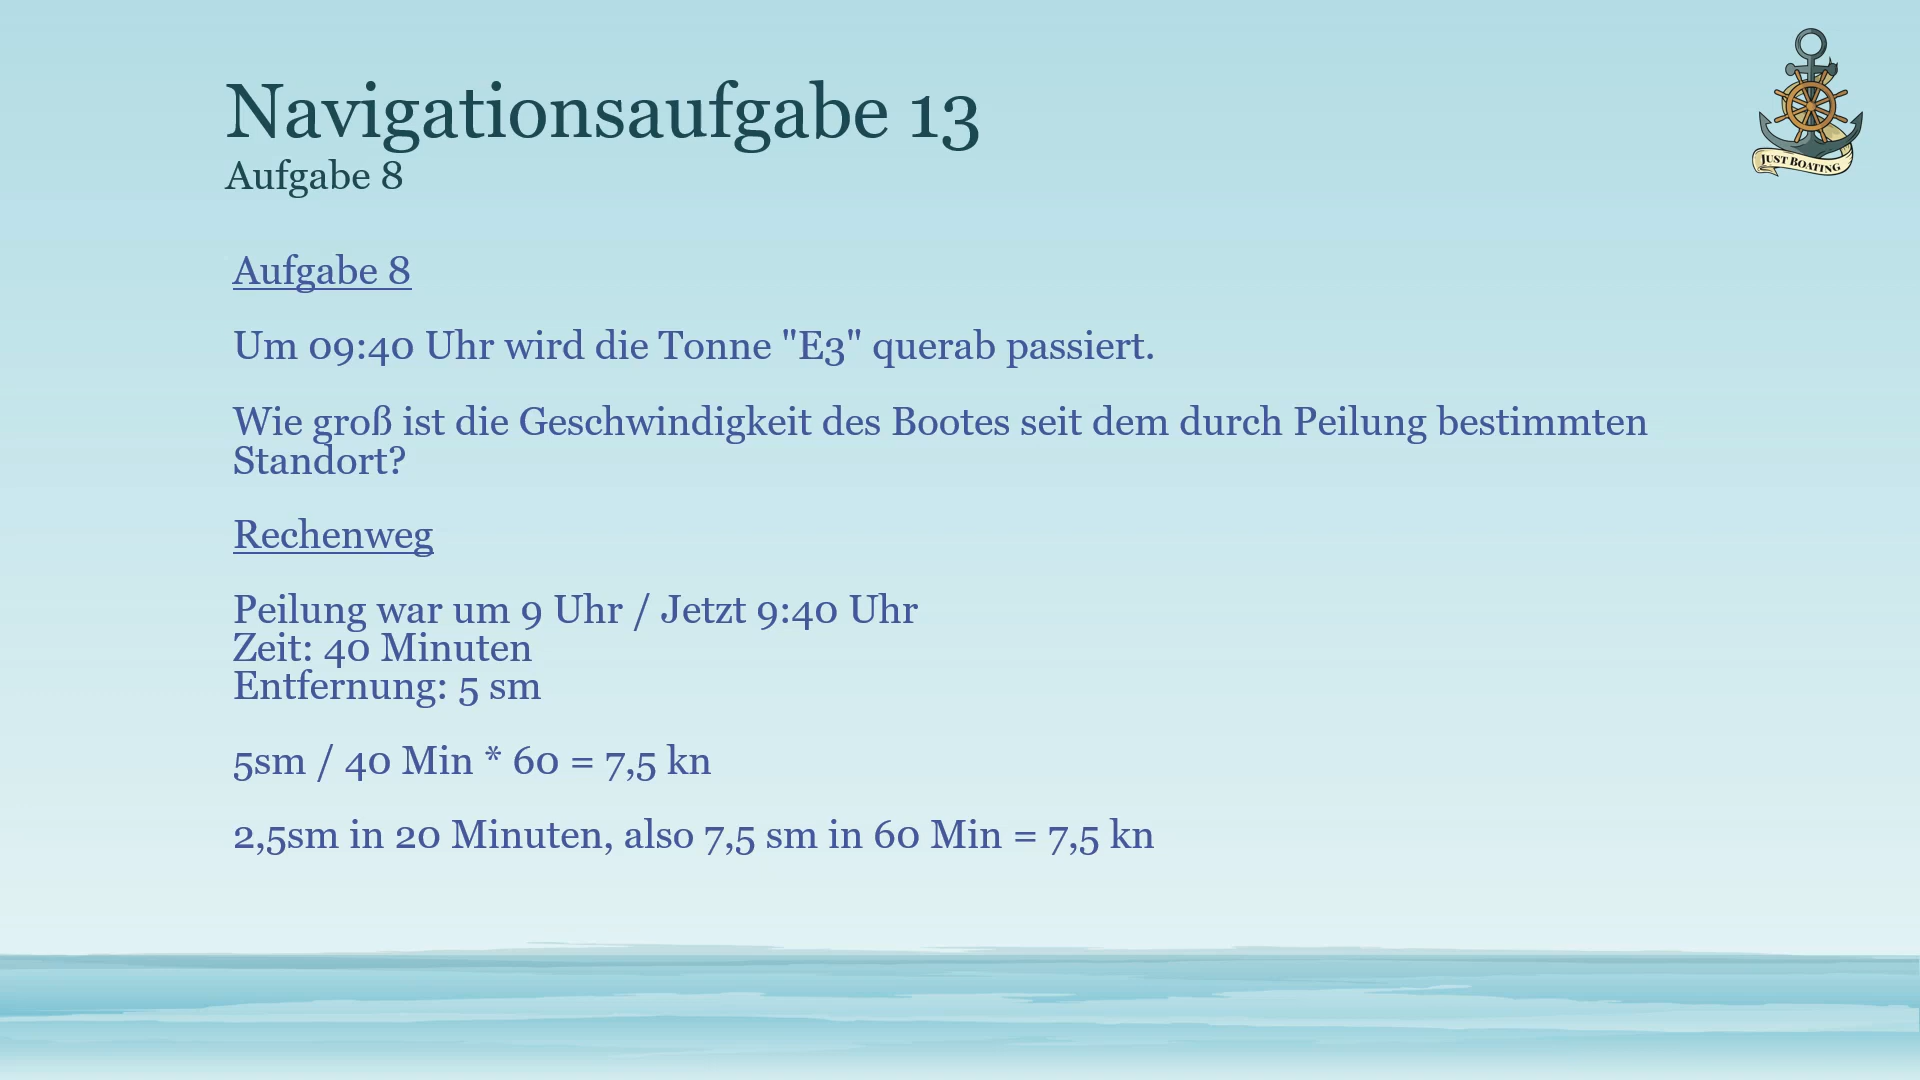 Navigationsaufgabe 13
Aufgabe 8
JUST BOATING
Aufgabe 8
Um 09:40 Uhr wird die Tonne "E3" querab passiert.
Wie groß ist die Geschwindigkeit des Bootes seit dem durch Peilung bestimmten
Standort?
Rechenweg
Peilung war um 9 Uhr / Jetzt 9:40 Uhr
Zeit: 40 Minuten
Entfernung: 5 sm
5sm / 40 Min * 60 = 7,5 kn
2,5sm in 20 Minuten, also 7,5 sm in 60 Min = 7,5 kn